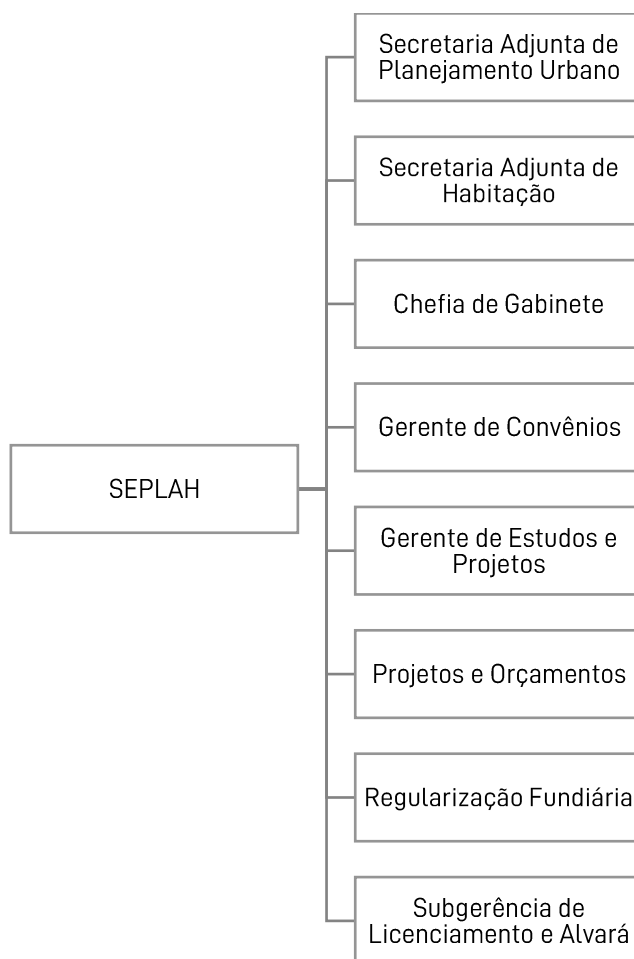 Secretaria Adjunta de
Planejamento Urbano
Secretaria Adjunta de
Habitação
Chefia de Gabinete
Gerente de Convênios
SEPLAH
Gerente de Estudos e
Projetos
Projetos e Orçamentos
Regularização Fundiária
Subgerência de
Licenciamento e Alvará